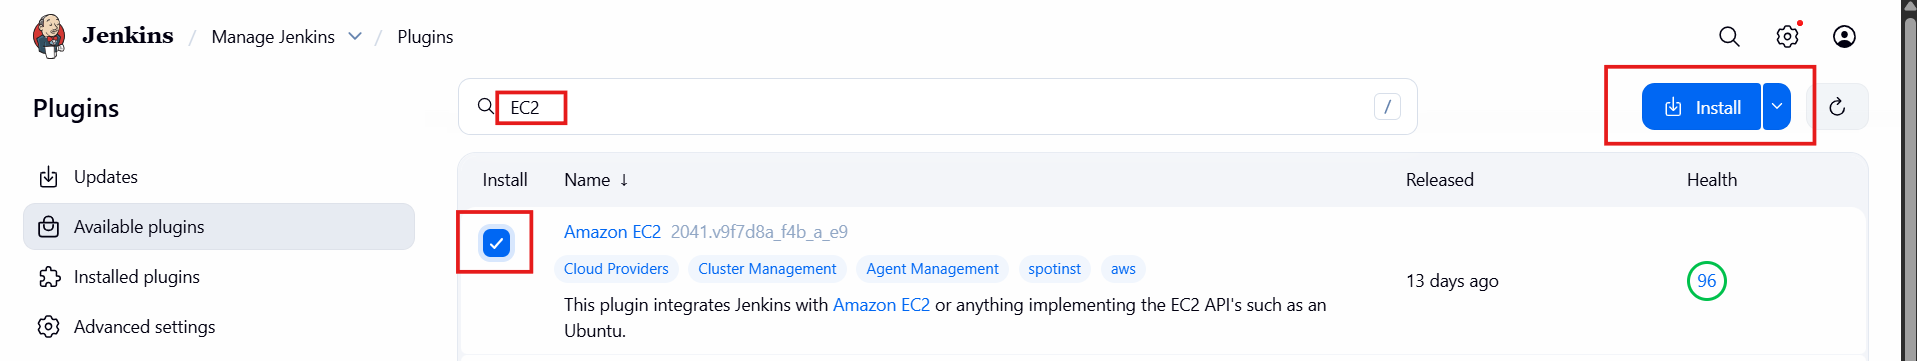 Jenkins / Manage Jenkins / Plugins
Plugins
EC2 /
Install
Updates
Available plugins
Installed plugins
Advanced settings
Install Name ↓ Released Health
Amazon EC2 2041.v9f7d8a_f4b_a_e9
Cloud Providers Cluster Management Agent Management spotinst aws
This plugin integrates Jenkins with Amazon EC2 or anything implementing the EC2 API's such as an
Ubuntu.
13 days ago
96